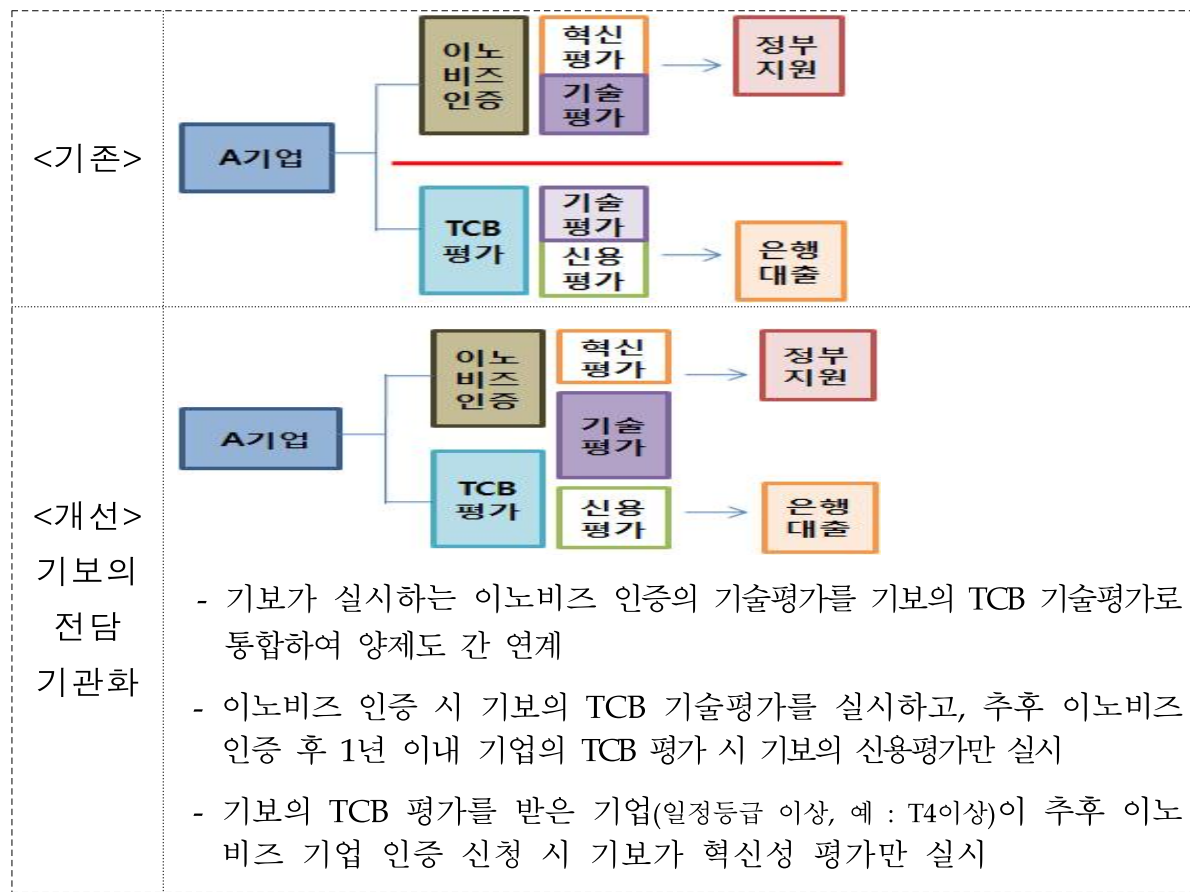 <기존>
A기업
이노
비즈
인증
혁신
평가
기술
평가
정부
지원
TCB
평가
기술
평가
신용
평가
은행
대출
<개선>
기보의
전담
기관화
A기업
이노
비즈
인증
혁신
평가
기술
평가
정부
지원
TCB
평가
신용
평가
은행
대출
- 기보가 실시하는 이노비즈 인증의 기술평가를 기보의 TCB 기술평가로
통합하여 양제도 간 연계
- 이노비즈 인증 시 기보의 TCB 기술평가를 실시하고, 추후 이노비즈
인증 후 1년 이내 기업의 TCB 평가 시 기보의 신용평가만 실시
- 기보의 TCB 평가를 받은 기업(일정등급 이상, 예 : T4이상)이 추후 이노
비즈 기업 인증 신청 시 기보가 혁신성 평가만 실시